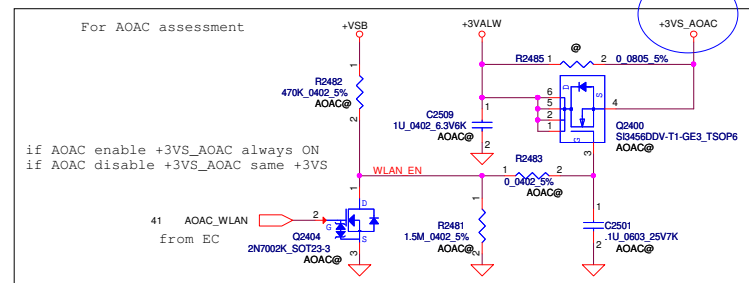 For AOAC assessment
+VSB
+3VALW
+3VS_AOAC
@
R2485 1 2 0_0805_5%
1
R2482
470K_0402_5%
AOAC@
2
D
S
6
5
2
1
4
G
3
1
C2509
1U_0402_6.3V6K
AOAC@
2
Q2400
SI3456DDV-T1-GE3_TSOP6
AOAC@
if AOAC enable +3VS_AOAC always ON
if AOAC disable +3VS_AOAC same +3VS
R2483
WLAN_EN
1 2
0_0402_5%
AOAC@
1
D
41 AOAC_WLAN 2
G
S
from EC
Q2404
2N7002K_SOT23-3
AOAC@
3
1
R2481
1.5M_0402_5%
AOAC@
2
1
C2501
.1U_0603_25V7K
2
AOAC@